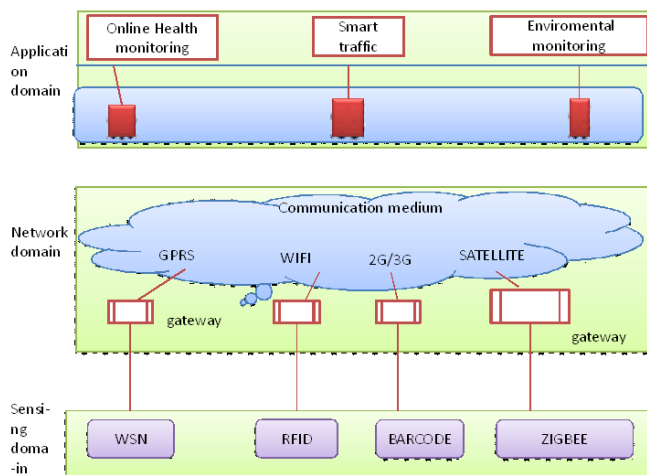 Online Health
monitoring
Smart
traffic
Enviromental
monitoring
Applicati
on
domain
Communication medium
Network
domain
GPRS
WIFI
2G/3G
SATELLITE
gateway
gateway
Sensi-
ng
doma
-in
WSN
RFID
BARCODE
ZIGBEE